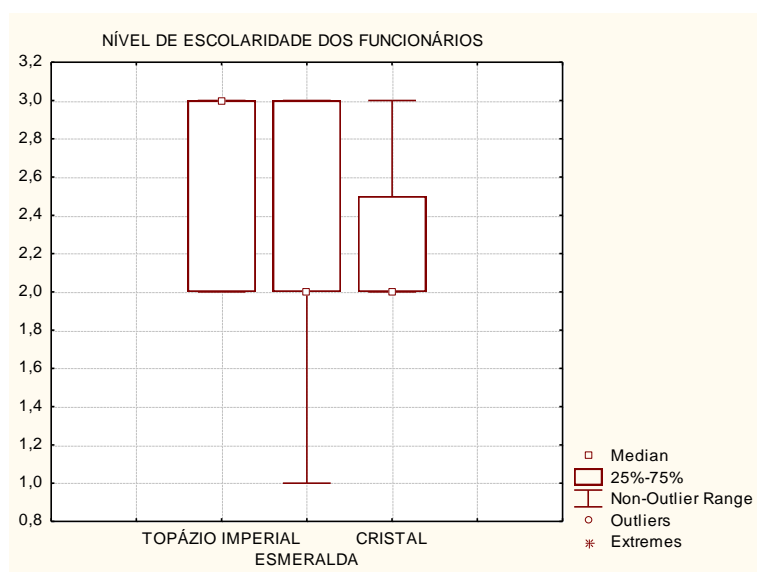 NÍVEL DE ESCOLARIDADE DOS FUNCIONÁRIOS
3,2
3,0
2,8
2,6
2,4
2,2
2,0
1,8
1,6
1,4
1,2
1,0
0,8
TOPÁZIO IMPERIAL
ESMERALDA
CRISTAL
Median
25%-75%
Non-Outlier Range
Outliers
Extremes